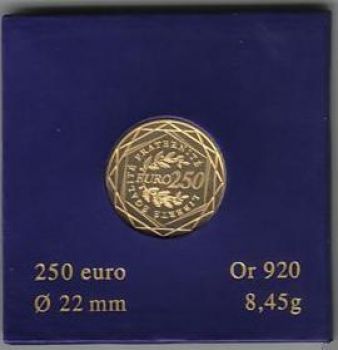 LIBERTÉ ÉGALITÉ FRATERNITÉ
EURO 250
250 euro Or 920
Ø 22 mm 8,45g